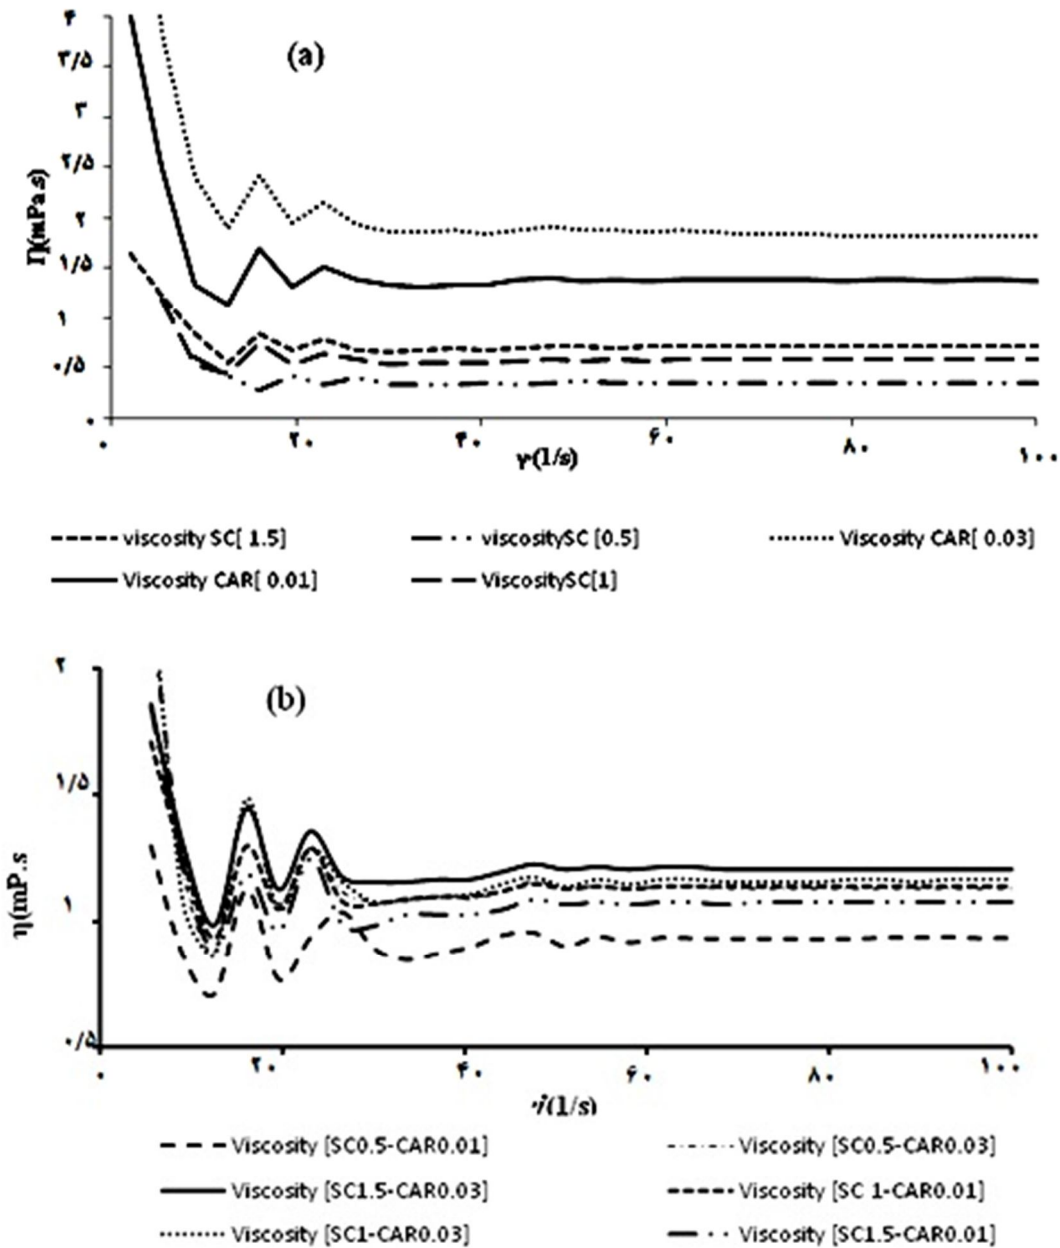 (a)
۴
۳/۵
۳
۲/۵
۲
۱/۵
۱
۰/۵
۰
η(mPa.s)
۰ ۲۰ ۴۰ ۶۰ ۸۰ ۱۰۰
(1/s)
viscosity SC[ 1.5] viscositySC [0.5] Viscosity CAR[ 0.03]
Viscosity CAR[ 0.01] ViscositySC[1]
(b)
۲
۱/۵
۱
۰/۵
η(mP.s
۰ ۲۰ ۴۰ ۶۰ ۸۰ ۱۰۰
(1/s)
Viscosity [SC0.5-CAR0.01] Viscosity [SC0.5-CAR0.03]
Viscosity [SC1.5-CAR0.03] Viscosity [SC 1-CAR0.01]
Viscosity [SC1-CAR0.03] Viscosity [SC1.5-CAR0.01]